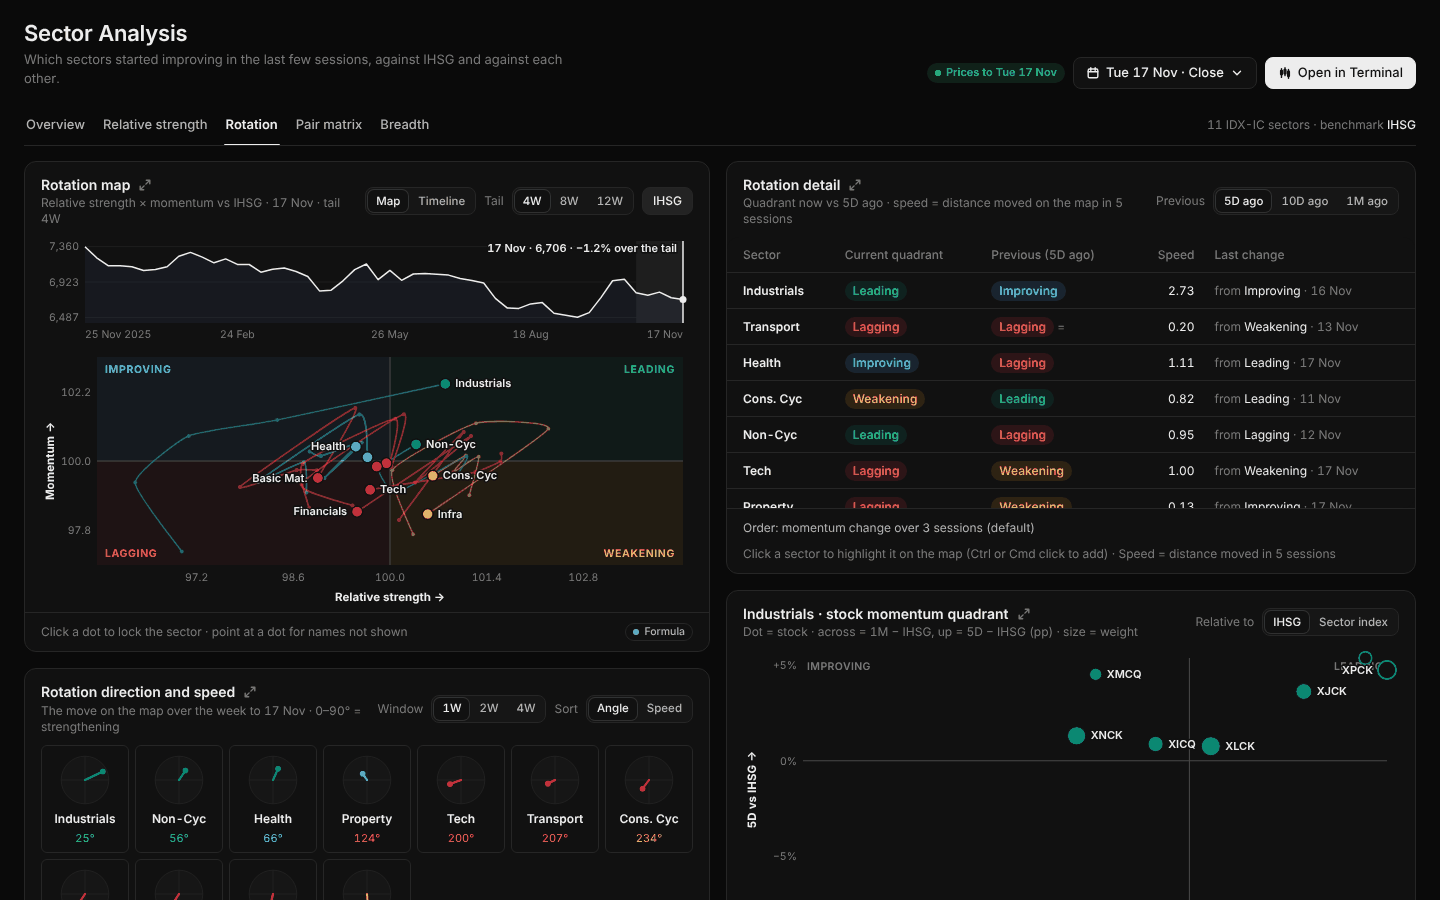 Sector Analysis
Which sectors started improving in the last few sessions, against IHSG and against each
other.
Prices to Tue 17 Nov
Tue 17 Nov · Close
Open in Terminal
Overview
Relative strength
Rotation
Pair matrix
Breadth
11 IDX-IC sectors · benchmark IHSG
Rotation map
Relative strength × momentum vs IHSG · 17 Nov · tail
4W
Map
Timeline
Tail
4W
8W
12W
IHSG
17 Nov · 6,706 · −1.2% over the tail
7,360
6,923
6,487
25 Nov 2025
24 Feb
26 May
18 Aug
17 Nov
IMPROVING
LEADING
Industrials
102.2
Health
Non-Cyc
Momentum →
100.0
Basic Mat.
Cons. Cyc
Tech
Financials
Infra
97.8
LAGGING
WEAKENING
97.2
98.6
100.0
101.4
102.8
Relative strength →
Click a dot to lock the sector · point at a dot for names not shown
Formula
Rotation direction and speed
The move on the map over the week to 17 Nov · 0–90° =
strengthening
Window
1W
2W
4W
Sort
Angle
Speed
Industrials
25°
Non-Cyc
56°
Health
66°
Property
124°
Tech
200°
Transport
207°
Cons. Cyc
234°
Rotation detail
Quadrant now vs 5D ago · speed = distance moved on the map in 5
sessions
Previous
5D ago
10D ago
1M ago
Sector
Current quadrant
Previous (5D ago)
Speed
Last change
Industrials Leading Improving 2.73 from Improving · 16 Nov
Transport Lagging Lagging = 0.20 from Weakening · 13 Nov
Health Improving Lagging 1.11 from Leading · 17 Nov
Cons. Cyc Weakening Leading 0.82 from Leading · 11 Nov
Non-Cyc Leading Lagging 0.95 from Lagging · 12 Nov
Tech Lagging Weakening 1.00 from Weakening · 17 Nov
Property Lagging Weakening 0.13 from Improving · 17 Nov
Order: momentum change over 3 sessions (default)
Click a sector to highlight it on the map (Ctrl or Cmd click to add) · Speed = distance moved in 5 sessions
Industrials · stock momentum quadrant
Dot = stock · across = 1M − IHSG, up = 5D − IHSG (pp) · size = weight
Relative to
IHSG
Sector index
+5%
IMPROVING
XPCK
XMCQ
XJCK
XNCK
XICQ
XLCK
0%
5D vs IHSG →
−5%